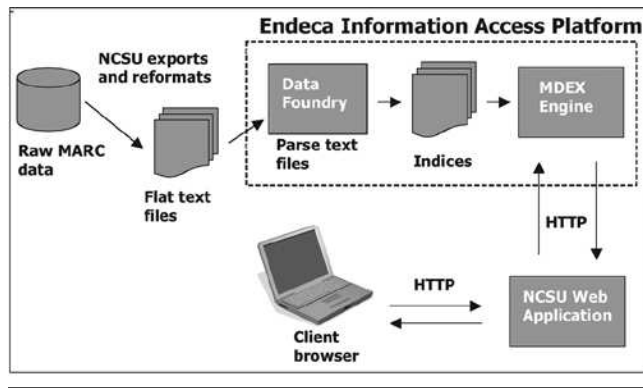 Endeca Information Access Platform
NCSU exports
and reformats
Raw MARC
data
Flat text
files
Data
Foundry
Parse text
files
Indices
MDEX
Engine
HTTP
HTTP
Client
browser
NCSU Web
Application